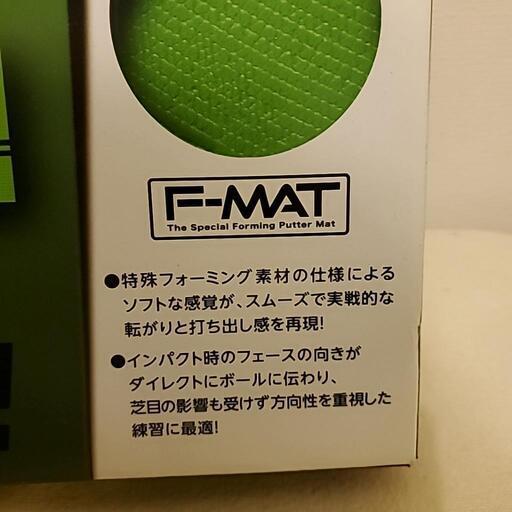 F-MAT
The Special Forming Putter Mat
●特殊フォーミング素材の仕様による
ソフトな感覚が、スムーズで実戦的な
転がりと打ち出し感を再現!
●インパクト時のフェースの向きが
ダイレクトにボールに伝わり、
芝目の影響も受けず方向性を重視した
練習に最適!